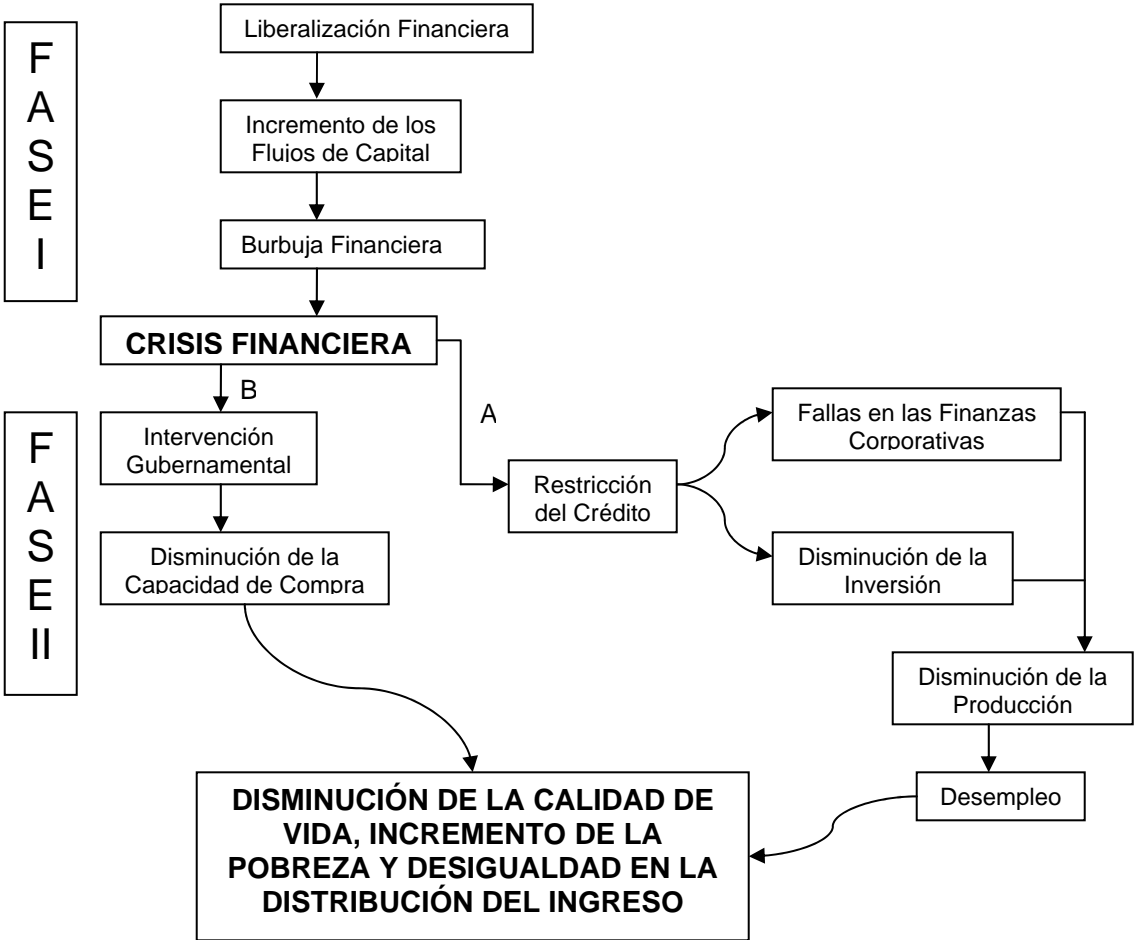 F
A
S
E
I
Liberalización Financiera
Incremento de los
Flujos de Capital
Burbuja Financiera
CRISIS FINANCIERA
B
A
F
A
S
E
II
Intervención
Gubernamental
Disminución de la
Capacidad de Compra
Restricción
del Crédito
Fallas en las Finanzas
Corporativas
Disminución de la
Inversión
Disminución de la
Producción
Desempleo
DISMINUCIÓN DE LA CALIDAD DE
VIDA, INCREMENTO DE LA
POBREZA Y DESIGUALDAD EN LA
DISTRIBUCIÓN DEL INGRESO